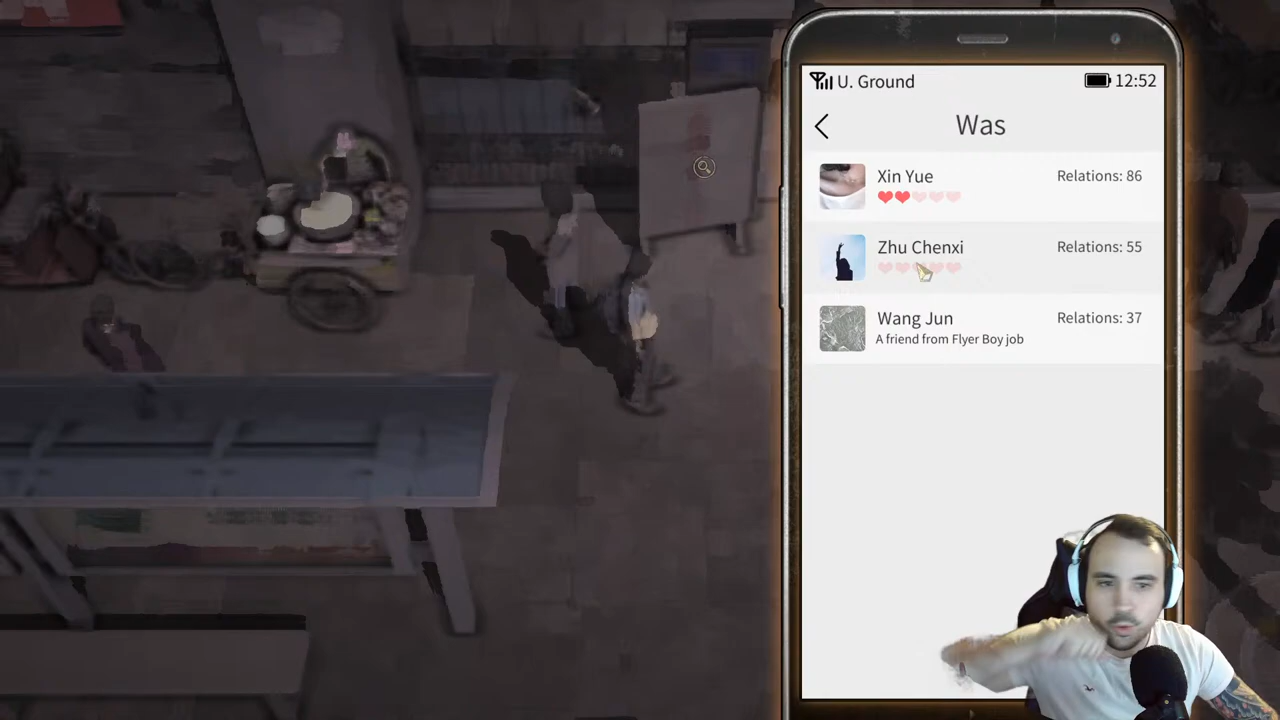 U. Ground
12:52
Was
Xin Yue
Relations: 86
Zhu Chenxi
Relations: 55
Wang Jun
Relations: 37
A friend from Flyer Boy job